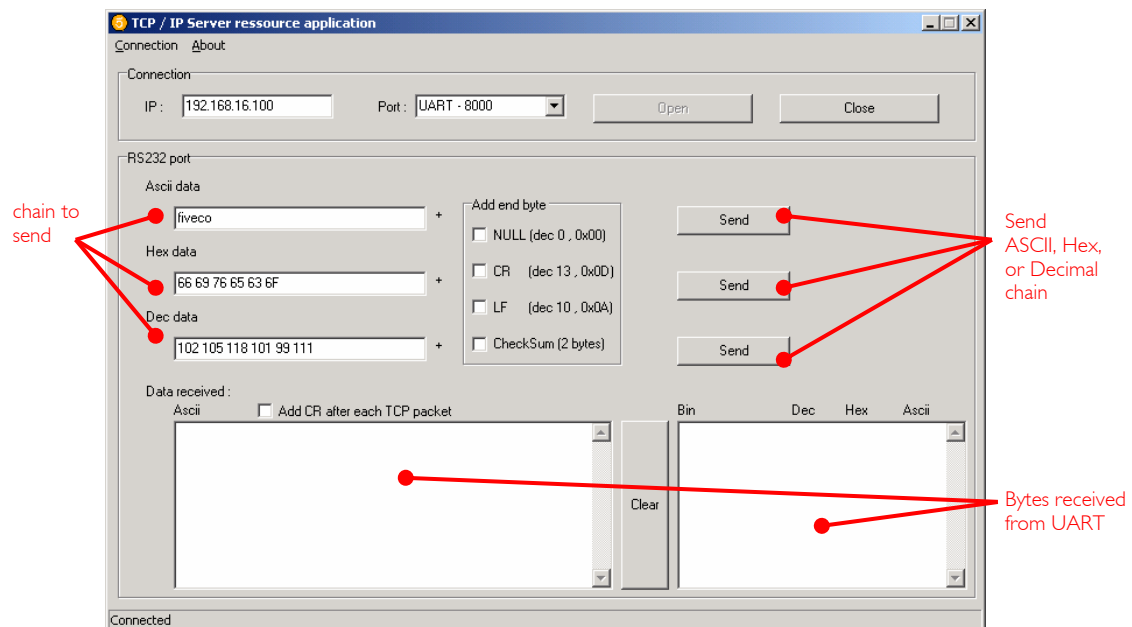 TCP / IP Server ressource application
Connection About
Connection
IP : 192.168.16.100 Port : UART - 8000 Open Close
RS232 port
Ascii data
fiveco +
Hex data
66 69 76 65 63 6F +
Dec data
102 105 118 101 99 111 +
Add end byte
NULL (dec 0 , 0x00)
CR (dec 13 , 0x0D)
LF (dec 10 , 0x0A)
CheckSum (2 bytes)
Send
Send
Send
chain to
send
Send
ASCII, Hex,
or Decimal
chain
Data received :
Ascii Add CR after each TCP packet
Bin Dec Hex Ascii
Clear
Bytes received
from UART
Connected